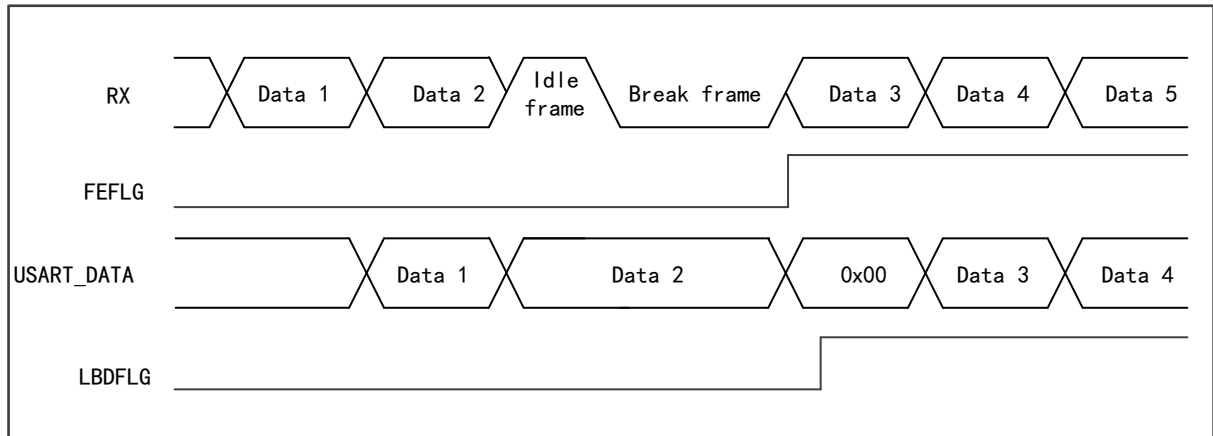 RX
Data 1
Data 2
Idle
frame
Break frame
Data 3
Data 4
Data 5
FEFLG
USART_DATA
Data 1
Data 2
0x00
Data 3
Data 4
LBDFLG